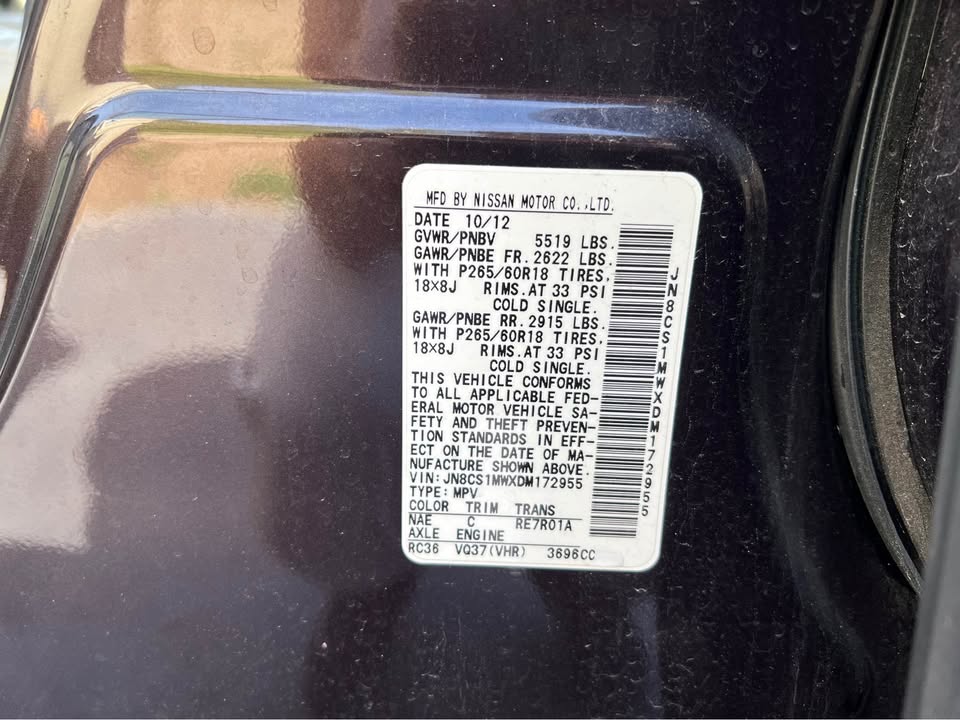 MFD BY NISSAN MOTOR CO.,LTD.
DATE 10/12
GVWR/PNBV 5519 LBS.
GAWR/PNBE FR. 2622 LBS.
WITH P265/60R18 TIRES,
18×8J RIMS.AT 33 PSI
COLD SINGLE.
GAWR/PNBE RR. 2915 LBS.
WITH P265/60R18 TIRES,
18×8J RIMS.AT 33 PSI
COLD SINGLE.
THIS VEHICLE CONFORMS
TO ALL APPLICABLE FED-
ERAL MOTOR VEHICLE SA-
FETY AND THEFT PREVEN-
TION STANDARDS IN EFF-
ECT ON THE DATE OF MA-
NUFACTURE SHOWN ABOVE.
VIN:JN8CS1MWXDM172955
TYPE:MPV
COLOR TRIM TRANS
NAE C RE7R01A
AXLE ENGINE
RC36 VQ37(VHR) 3696CC
JN8CS1MWXDM172955